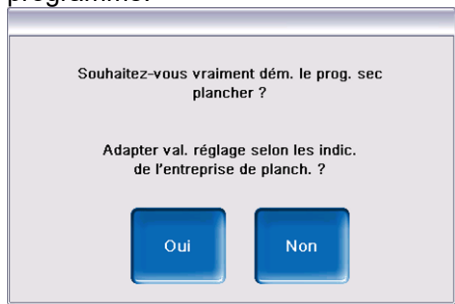 programme.
Souhaitez-vous vraiment dém. le prog. sec
plancher ?
Adapter val. réglage selon les indic.
de l'entreprise de planch. ?
Oui
Non